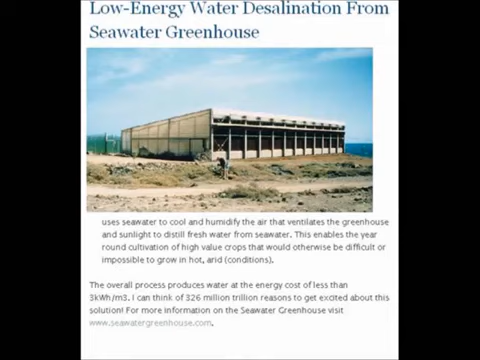 Low-Energy Water Desalination From
Seawater Greenhouse
uses seawater to cool and humidify the air that ventilates the greenhouse
and sunlight to distill fresh water from seawater. This enables the year
round cultivation of high value crops that would otherwise be difficult or
impossible to grow in hot, arid (conditions).
The overall process produces water at the energy cost of less than
3kWh/m3. I can think of 326 million trillion reasons to get excited about this
solution! For more information on the Seawater Greenhouse visit
www.seawatergreenhouse.com.